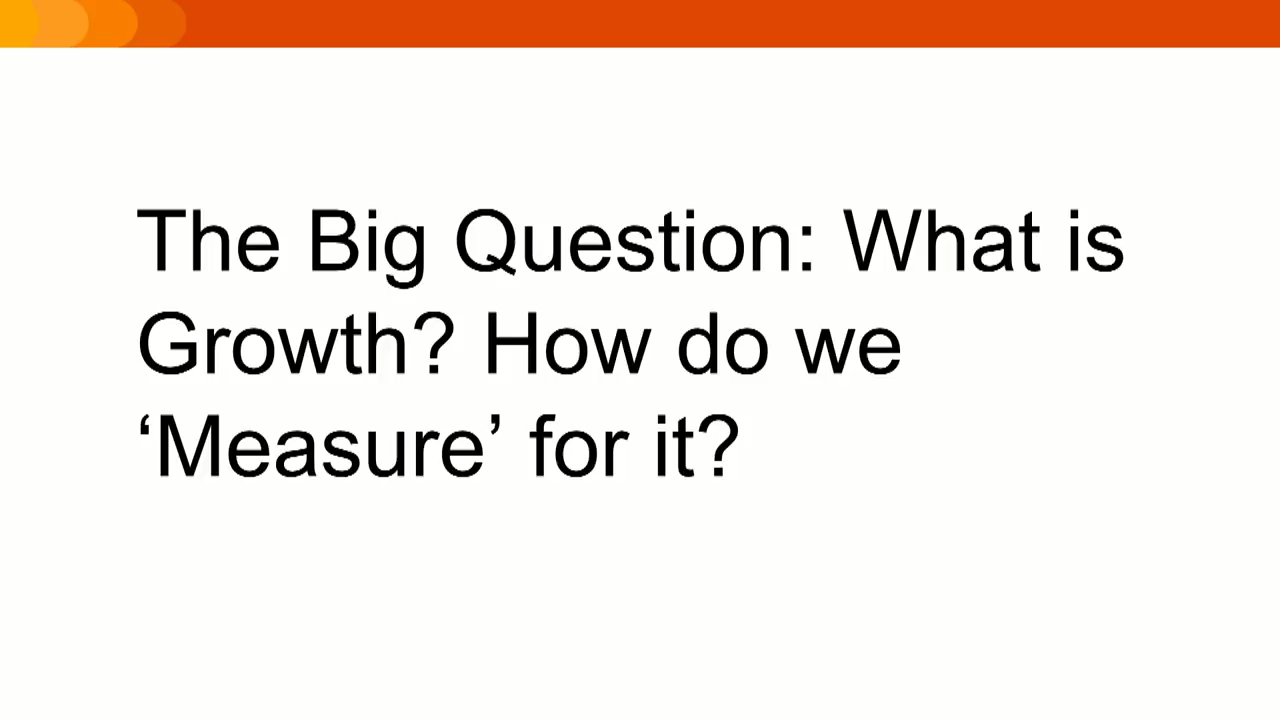 The Big Question: What is
Growth? How do we
‘Measure’ for it?